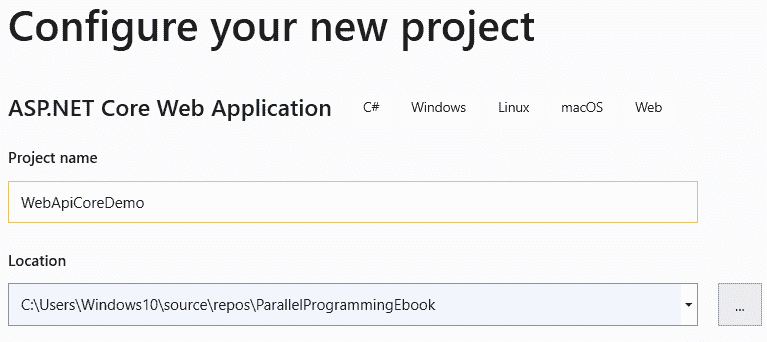 Configure your new project
ASP.NET Core Web Application C# Windows Linux macOS Web
Project name
WebApiCoreDemo
Location
C:\Users\Windows10\source\repos\ParallelProgrammingEbook
...